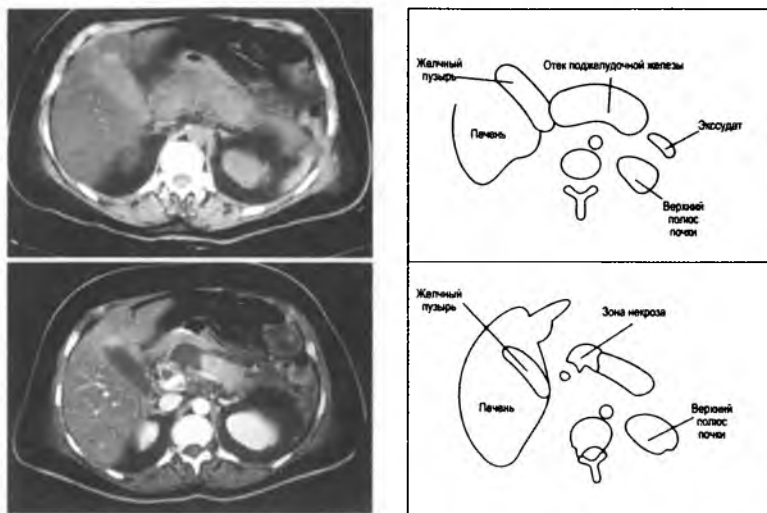 Желчный
пузырь
Отек поджелудочной железы
Экссудат
Печень
Верхний
полюс
почки
Желчный
пузырь
Зона некроза
Печень
Верхний
полюс
почки